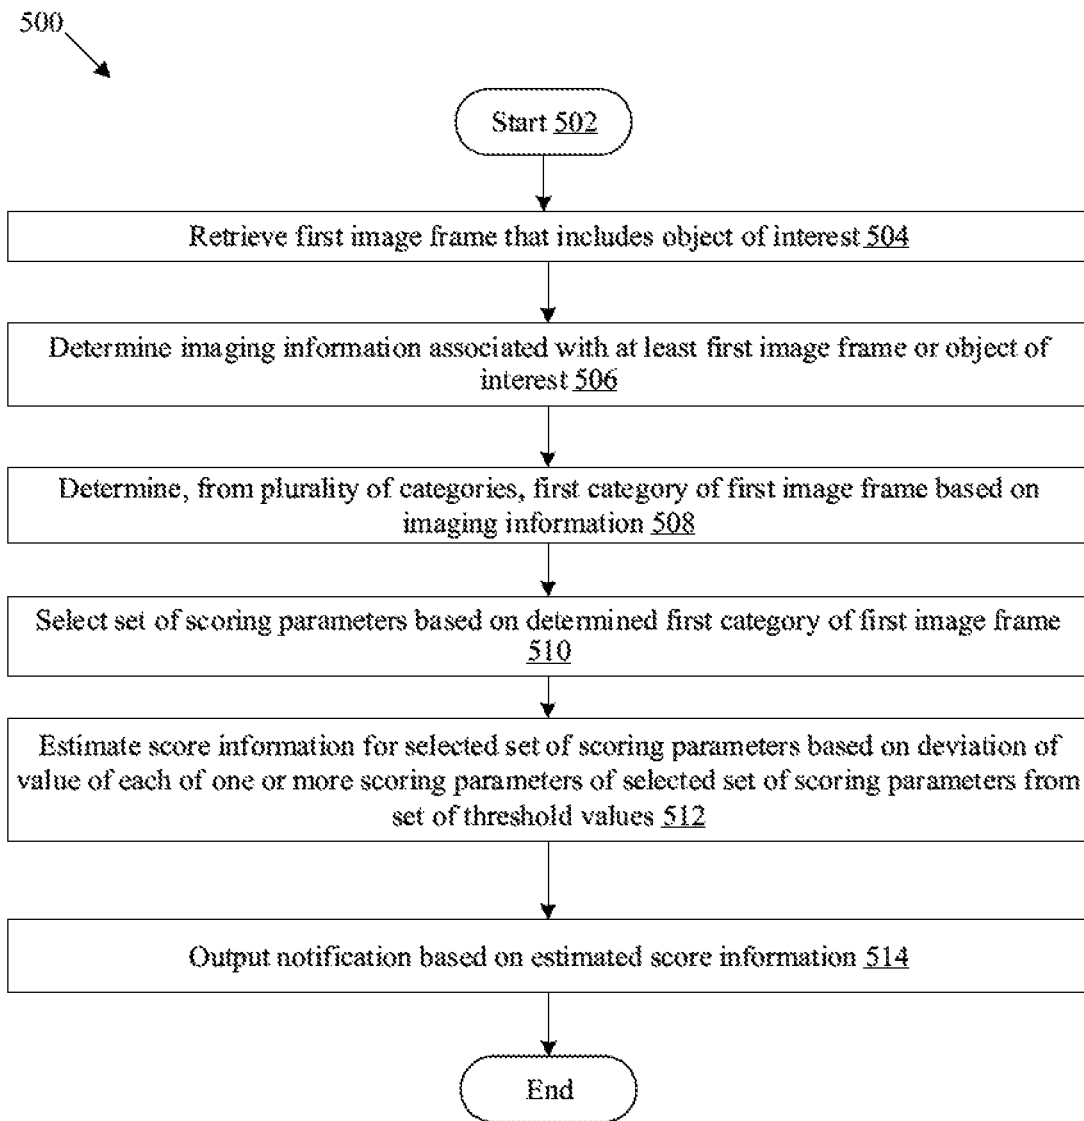 500
Start 502
Retrieve first image frame that includes object of interest 504
Determine imaging information associated with at least first image frame or object of
interest 506
Determine, from plurality of categories, first category of first image frame based on
imaging information 508
Select set of scoring parameters based on determined first category of first image frame
510
Estimate score information for selected set of scoring parameters based on deviation of
value of each of one or more scoring parameters of selected set of scoring parameters from
set of threshold values 512
Output notification based on estimated score information 514
End